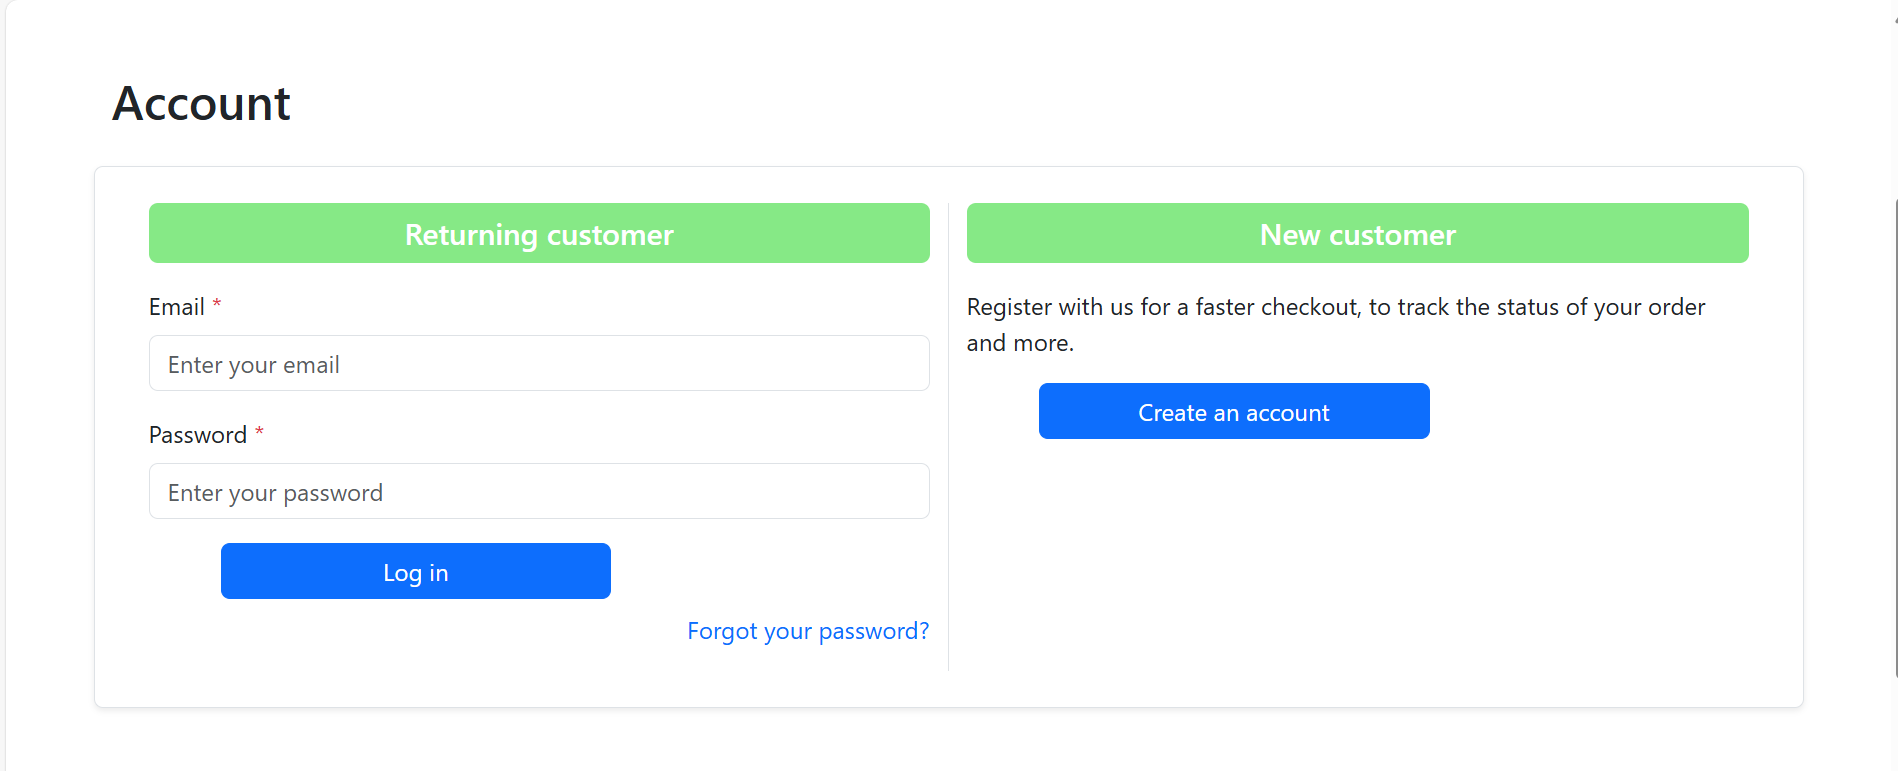 Account
Returning customer
Email *
Enter your email
Password *
Enter your password
Log in
Forgot your password?
New customer
Register with us for a faster checkout, to track the status of your order
and more.
Create an account